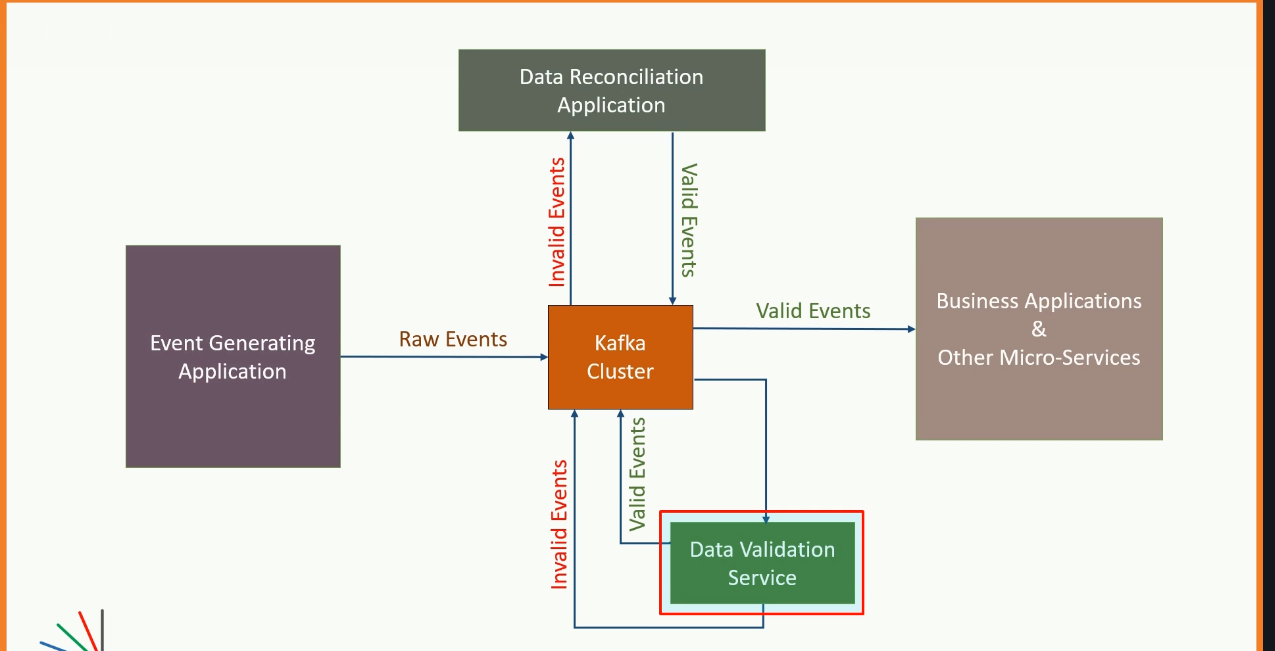 Data Reconciliation
Application
Invalid Events
Valid Events
Event Generating
Application
Raw Events
Kafka
Cluster
Valid Events
Business Applications
&
Other Micro-Services
Invalid Events
Valid Events
Data Validation
Service